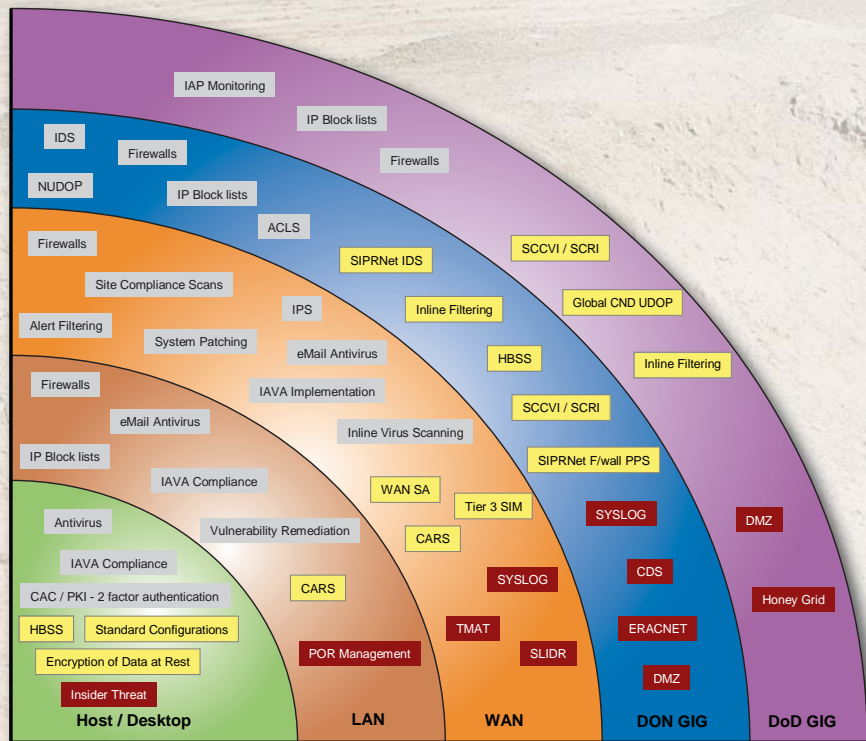 IAP Monitoring
IP Block lists
Firewalls
SCCVI / SCRI
Global CND UDOP
Inline Filtering
DMZ
Honey Grid
DoD GIG
IDS
Firewalls
NUDOP
IP Block lists
ACLS
SIPRNet IDS
Inline Filtering
HBSS
SCCVI / SCRI
SIPRNet F/wall PPS
SYSLOG
CDS
ERACNET
DMZ
DON GIG
Firewalls
Site Compliance Scans
IPS
Alert Filtering
System Patching
eMail Antivirus
IAVA Implementation
Inline Virus Scanning
WAN SA
Tier 3 SIM
CARS
SYSLOG
TMAT
SLIDR
WAN
Firewalls
eMail Antivirus
IP Block lists
IAVA Compliance
Vulnerability Remediation
CARS
POR Management
LAN
Antivirus
IAVA Compliance
CAC / PKI - 2 factor authentication
HBSS
Standard Configurations
Encryption of Data at Rest
Insider Threat
Host / Desktop